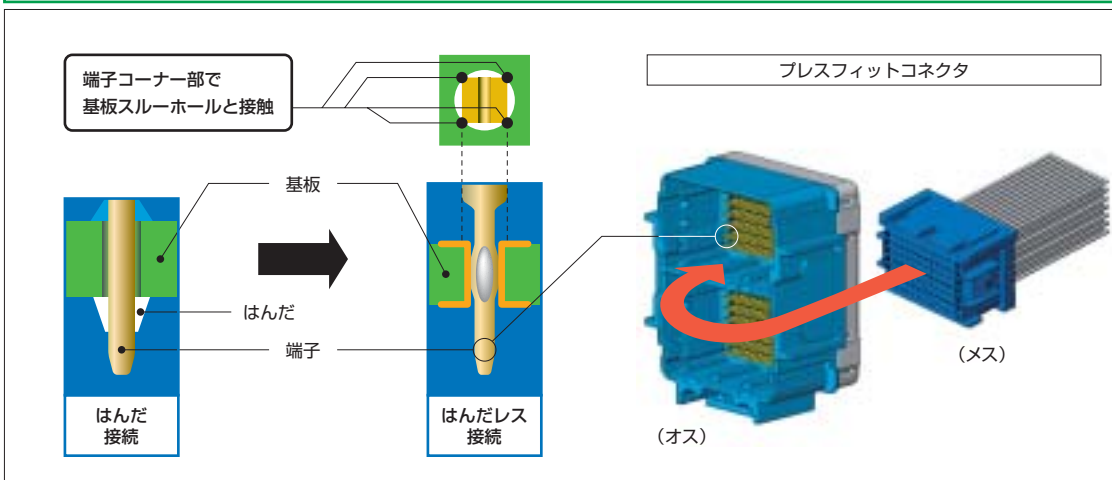 端子コーナー部で
基板スルーホールと接触
プレスフィットコネクタ
基板
はんだ
端子
（メス）
（オス）
はんだ
接続
はんだレス
接続